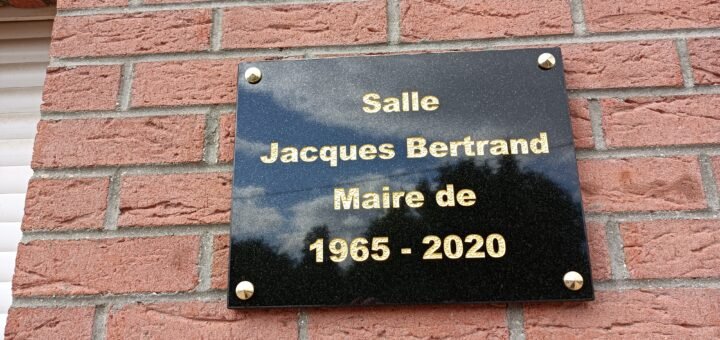 Salle
Jacques Bertrand
Maire de
1965 - 2020